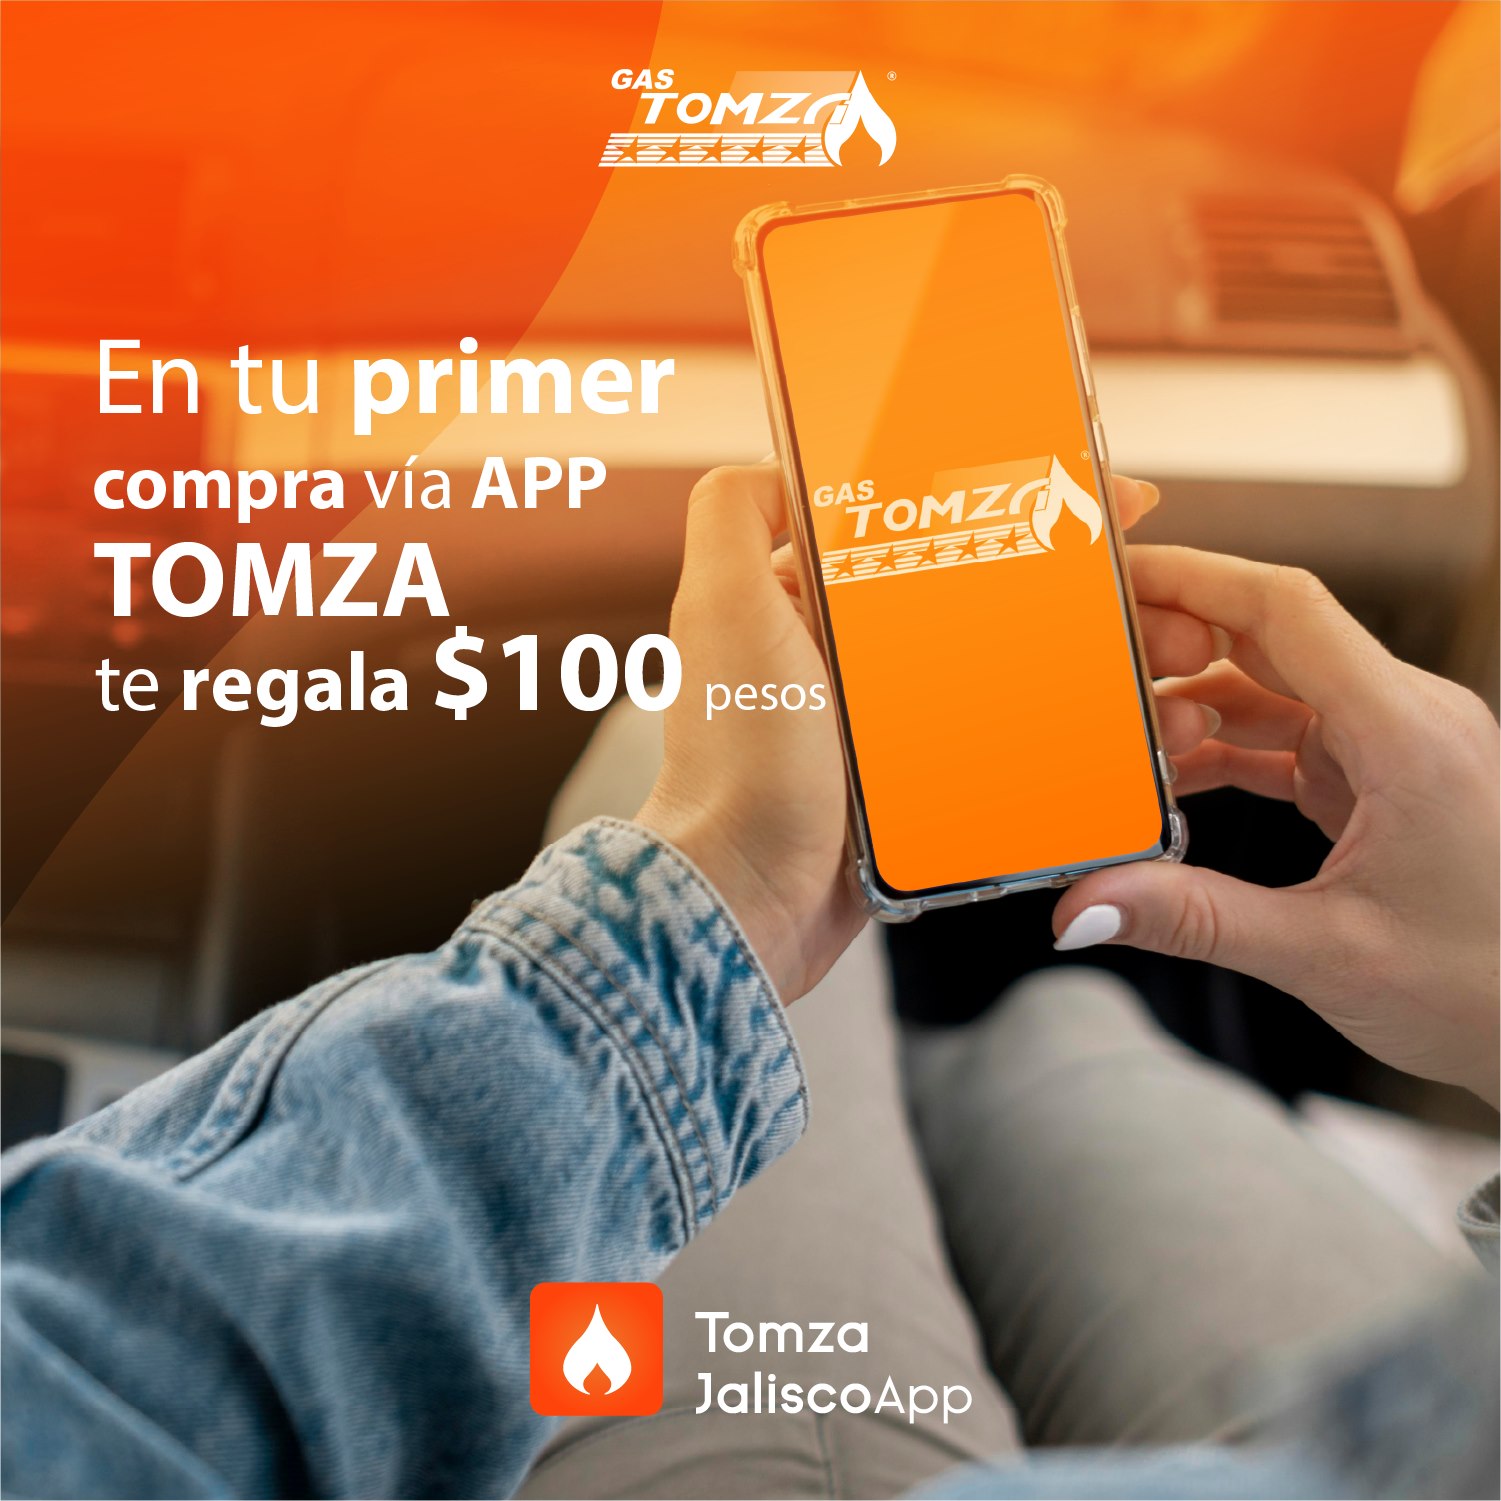 GAS
TOMZA
®
En tu primer
compra vía APP
TOMZA
te regala $100 pesos
GAS
TOMZA
®
Tomza
JaliscoApp